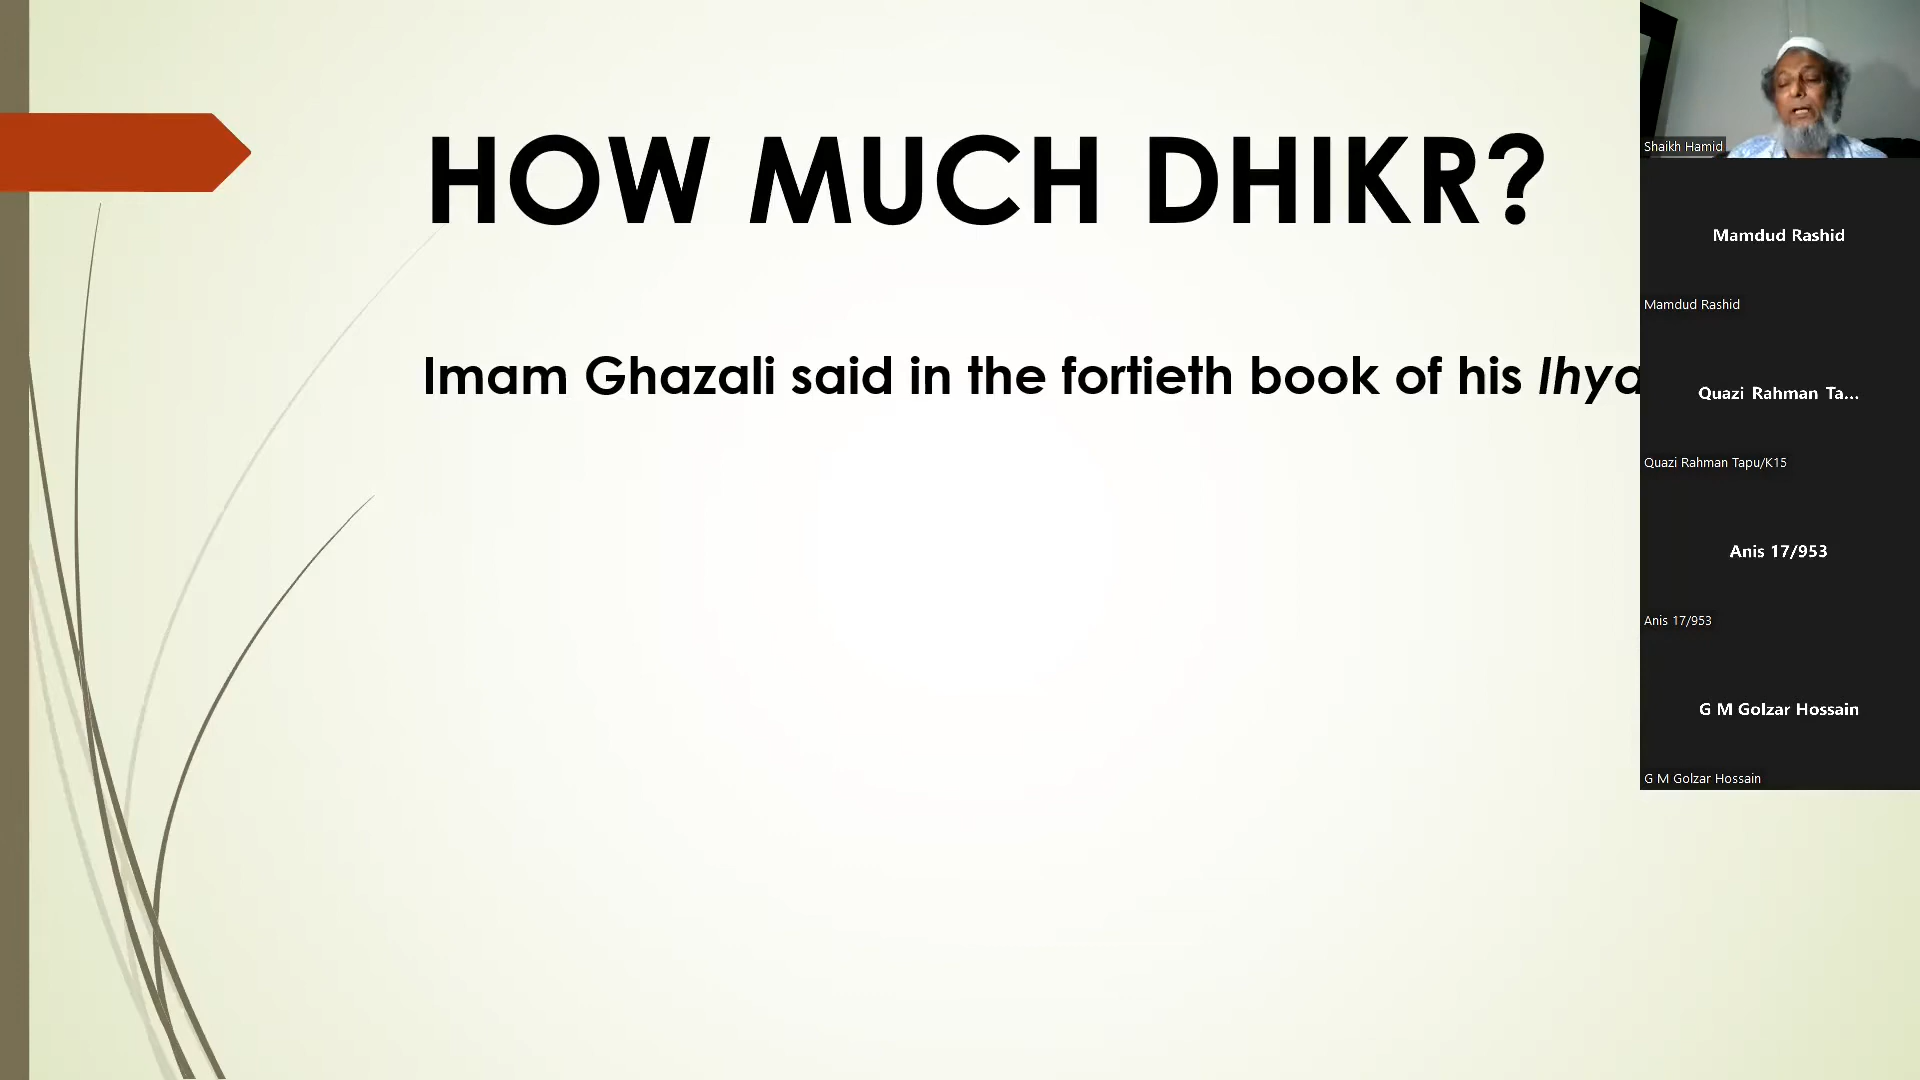 HOW MUCH DHIKR?
Imam Ghazali said in the fortieth book of his Ihya
Shaikh Hamid
Mamdud Rashid
Mamdud Rashid
Quazi Rahman Ta...
Quazi Rahman Tapu/K15
Anis 17/953
Anis 17/953
G M Golzar Hossain
G M Golzar Hossain